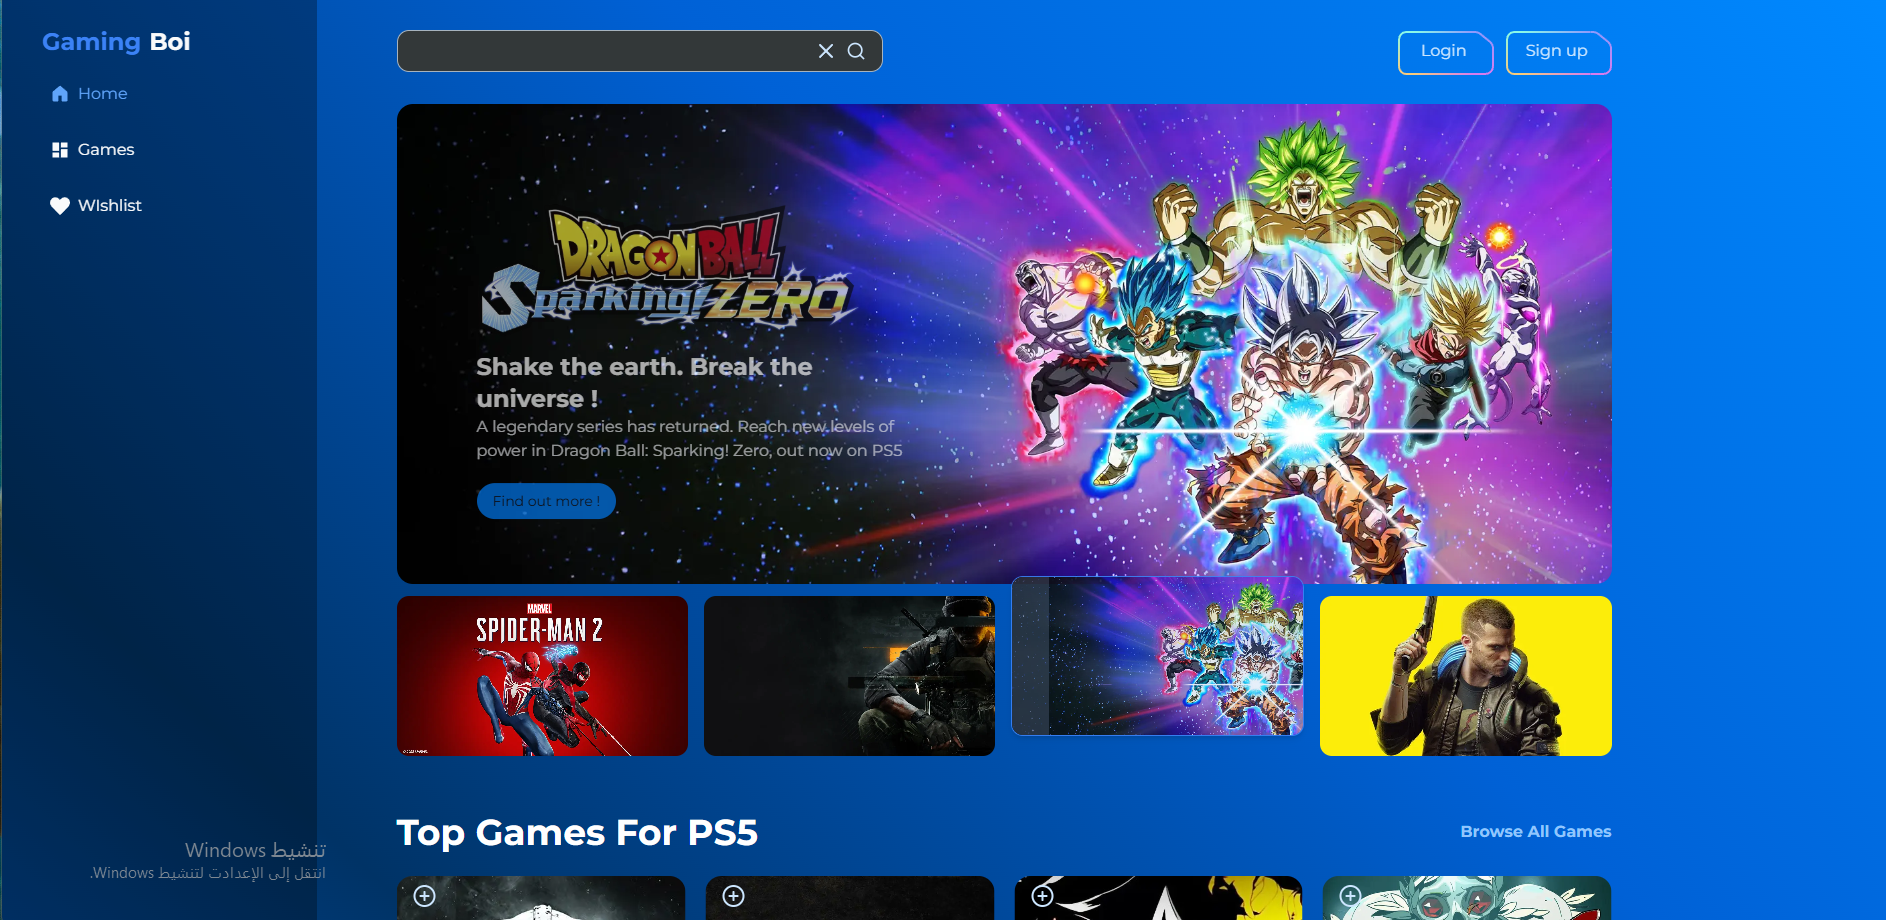 Gaming Boi
Home
Games
WIshlist
Login
Sign up
DRAGON BALL
Sparking! ZERO
Shake the earth. Break the
universe !
A legendary series has returned. Reach new levels of
power in Dragon Ball: Sparking! Zero, out now on PS5
Find out more !
MARVEL
SPIDER-MAN 2
Top Games For PS5
Browse All Games
تنشيط Windows
انتقل إلى الإعدادت لتنشيط Windows.